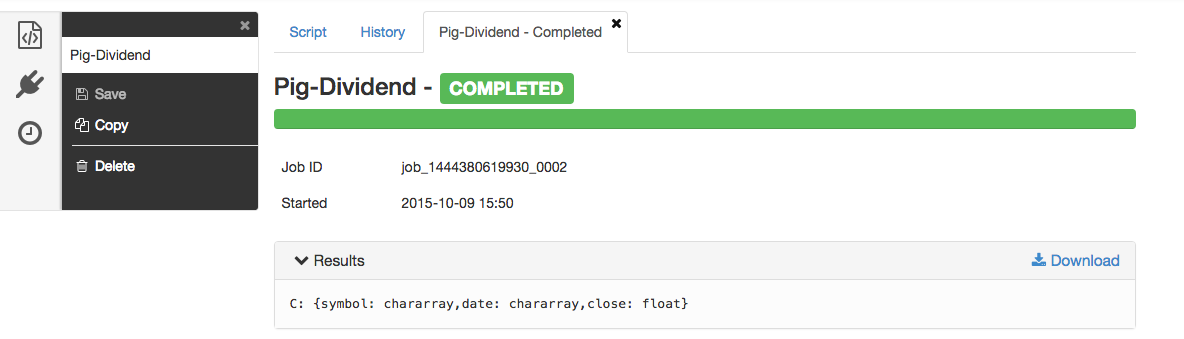 Pig-Dividend
Save
Copy
Delete
Script History Pig-Dividend - Completed
Pig-Dividend - COMPLETED
Job ID job_1444380619930_0002
Started 2015-10-09 15:50
Results Download
C: {symbol: chararray,date: chararray,close: float}